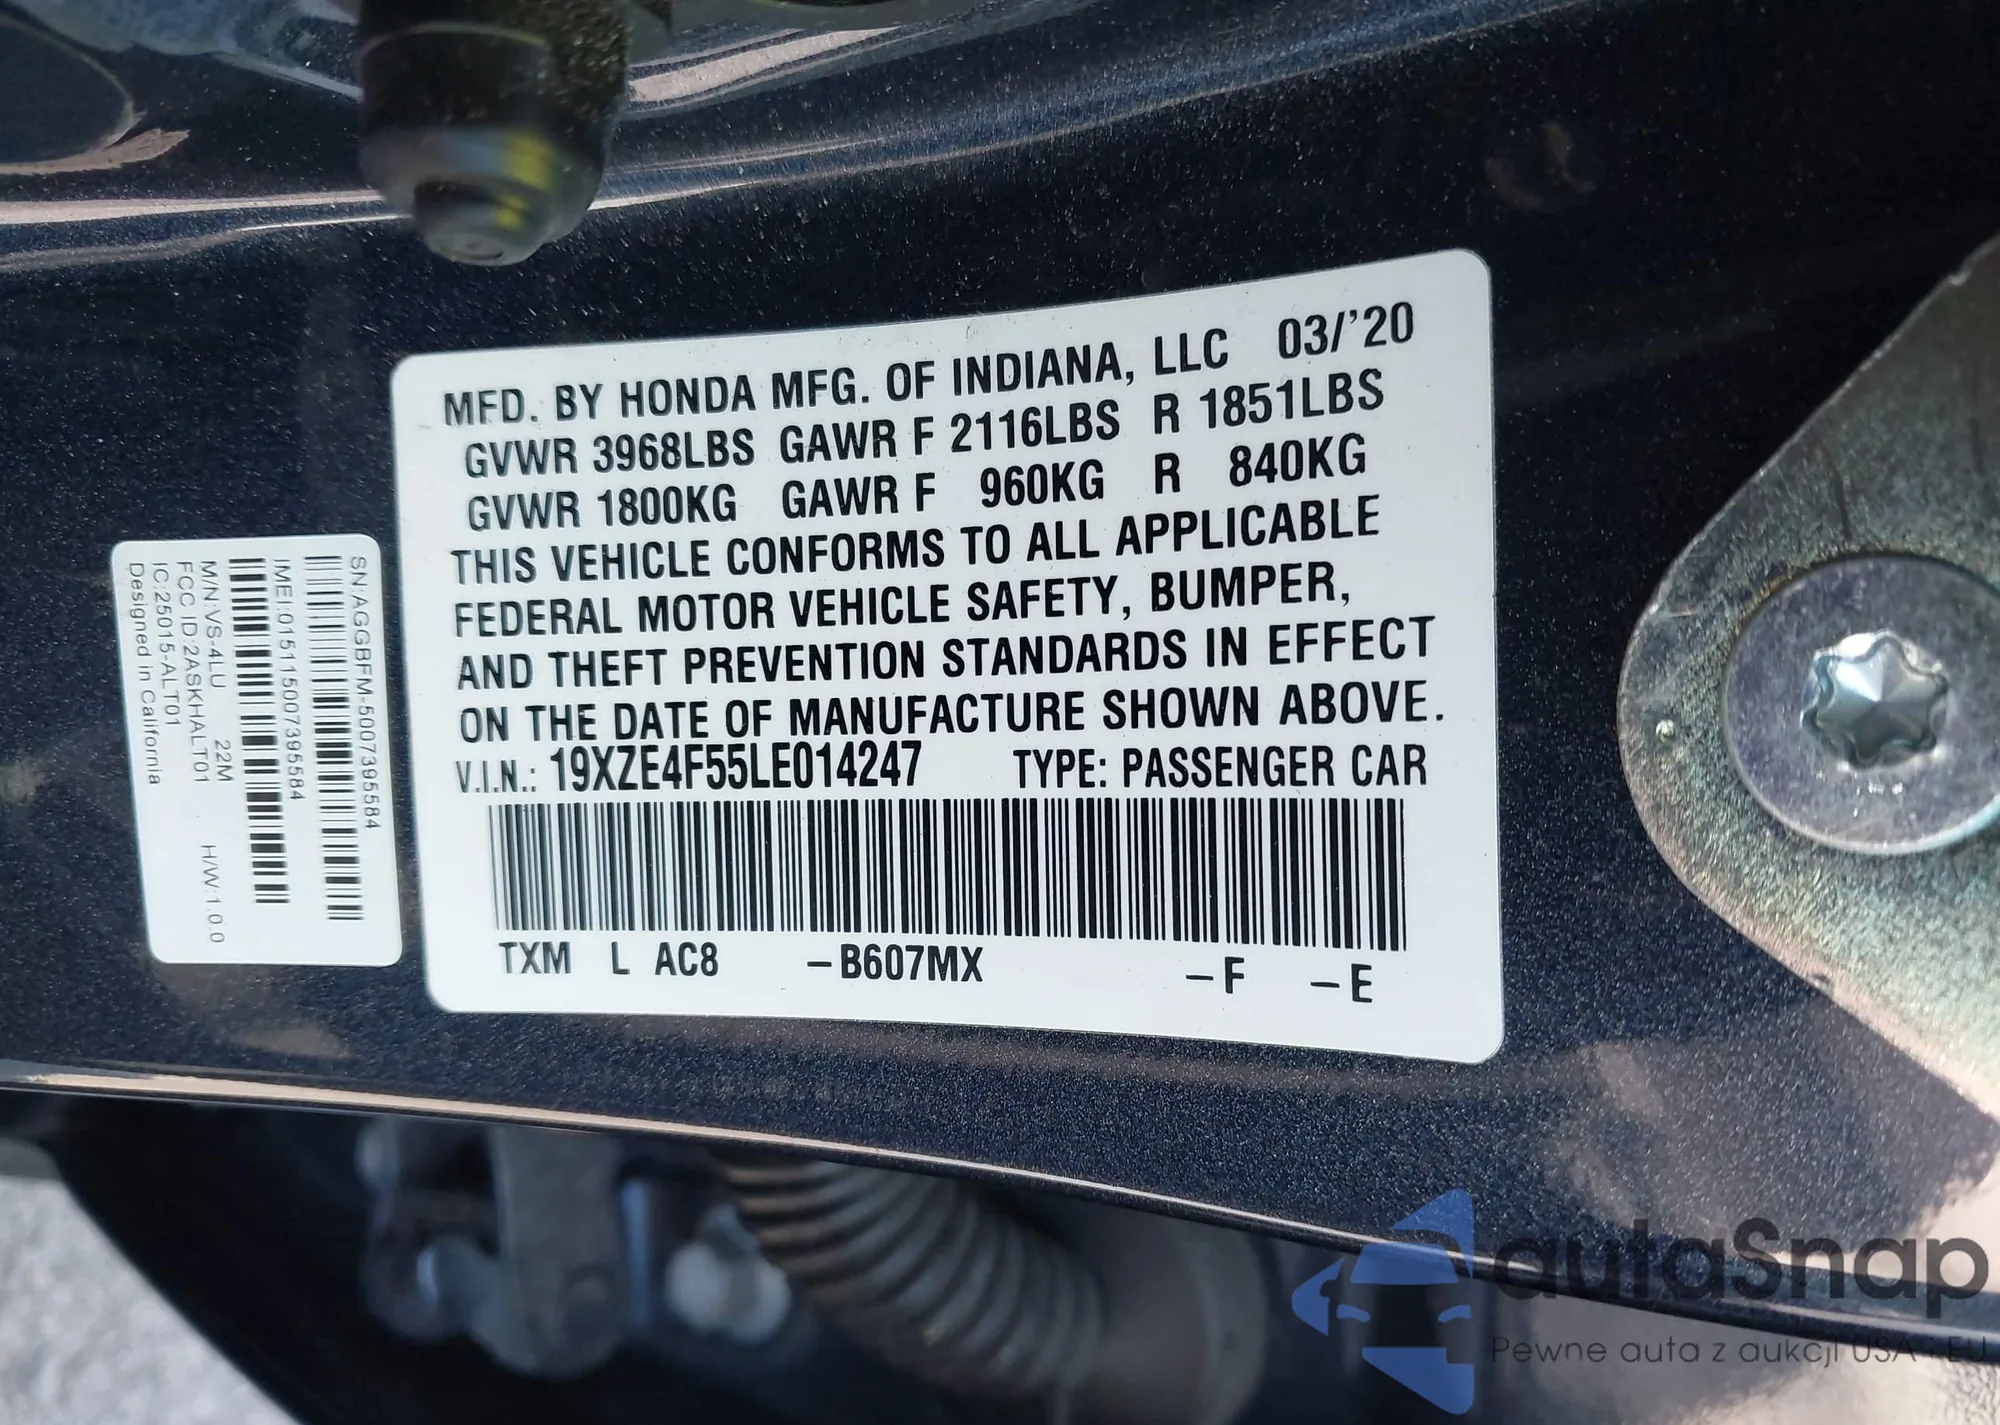 MFD. BY HONDA MFG. OF INDIANA, LLC 03/'20
GVWR 3968LBS GAWR F 2116LBS R 1851LBS
GVWR 1800KG GAWR F 960KG R 840KG
THIS VEHICLE CONFORMS TO ALL APPLICABLE
FEDERAL MOTOR VEHICLE SAFETY, BUMPER,
AND THEFT PREVENTION STANDARDS IN EFFECT
ON THE DATE OF MANUFACTURE SHOWN ABOVE.
V.I.N.: 19XZE4F55LE014247 TYPE: PASSENGER CAR
TXM L AC8 –B607MX –F –E
SN:AGGBFM-5007395584
IMEI:015115007395584
M/N:VS-4LU 22M H/W:1.0.0
FCC ID:2ASKHALT01
IC:25015-ALT01
Designed in California
autaSnap
Pewne auta z aukcji USA - EU